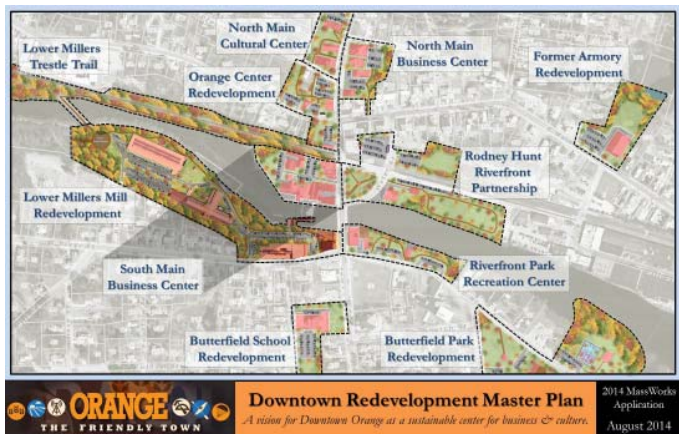 North Main
Cultural Center
Lower Millers
Trestle Trail
North Main
Business Center
Former Armory
Redevelopment
Orange Center
Redevelopment
Rodney Hunt
Riverfront
Partnership
Lower Millers Mill
Redevelopment
South Main
Business Center
Riverfront Park
Recreation Center
Butterfield School
Redevelopment
Butterfield Park
Redevelopment
ORANGE
THE FRIENDLY TOWN
Downtown Redevelopment Master Plan
A vision for Downtown Orange as a sustainable center for business & culture.
2014 MassWorks
Application
August 2014